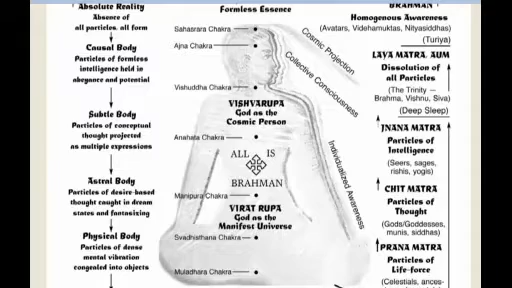 Absolute Reality
Absence of
all particles, all form
Causal Body
Particles of formless
intelligence held in
abeyance and potential
Subtle Body
Particles of conceptual
thought projected
as multiple expressions
Astral Body
Particles of desire-based
thought caught in dream
states and fantasizing
Physical Body
Particles of dense
mental vibration
congealed into objects
Formless Essence
Sahasrara Chakra
Ajna Chakra
Vishuddha Chakra
VISHVARUPA
God as the
Cosmic Person
Anahata Chakra
ALL IS
BRAHMAN
Manipura Chakra
VIRAT RUPA
God as the
Manifest Universe
Svadhisthana Chakra
Muladhara Chakra
Cosmic Projection
Collective Consciousness
Individualized Awareness
BRAHMAN
Homogenous Awareness
(Avatars, Videhamuktas, Nityasiddhas)
(Turiya)
LAYA MATRA, AUM
Dissolution of
all Particles
(The Trinity —
Brahma, Vishnu, Siva)
(Deep Sleep)
JNANA MATRA
Particles of
Intelligence
(Seers, sages,
rishis, yogis)
CHIT MATRA
Particles of
Thought
(Gods/Goddesses,
munis, siddhas)
PRANA MATRA
Particles of
Life-force
(Celestials, ances-